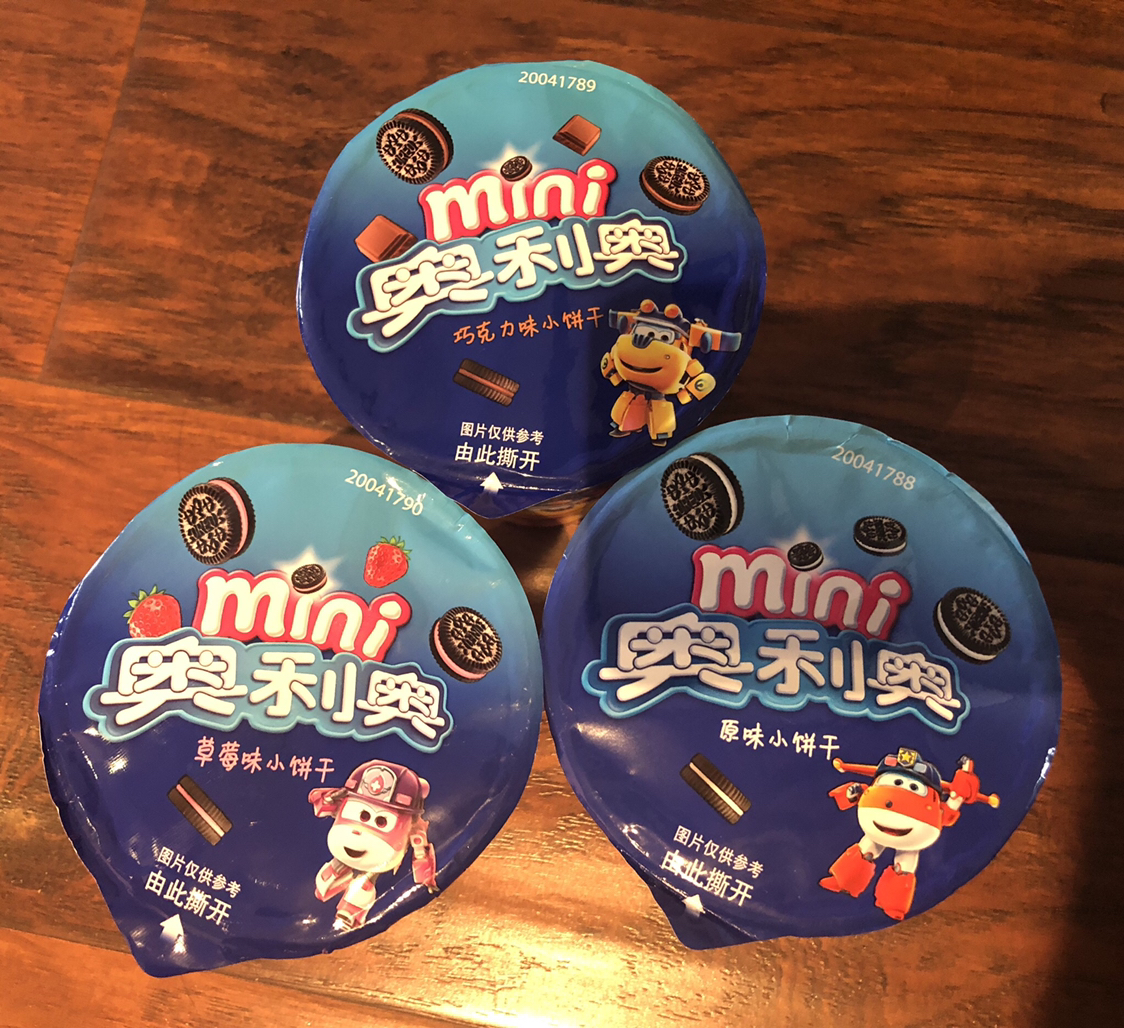 20041789
mini
奥利奥
巧克力味小饼干
图片仅供参考
由此撕开
20041790
mini
奥利奥
草莓味小饼干
图片仅供参考
由此撕开
20041788
mini
奥利奥
原味小饼干
图片仅供参考
由此撕开